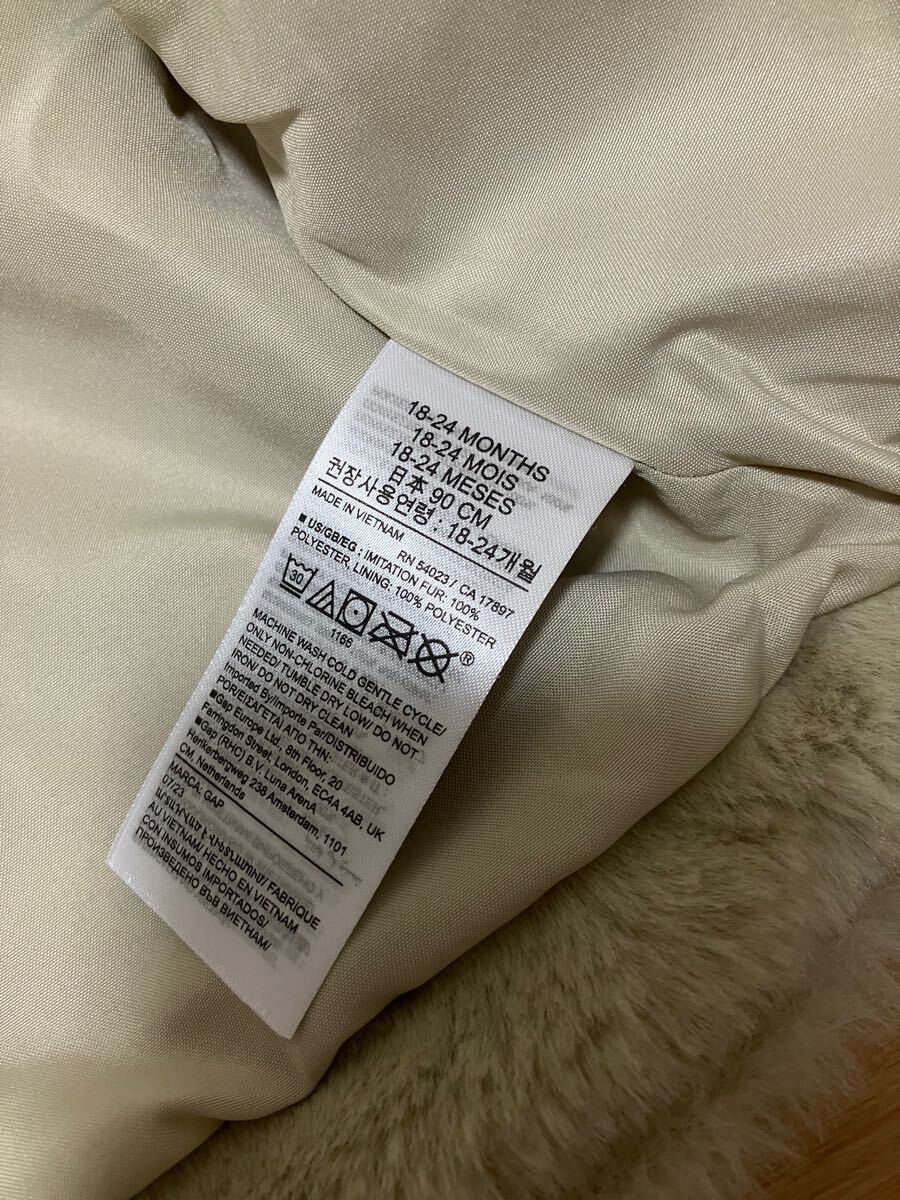 18-24 MONTHS
18-24 MOIS
18-24 MESES
日本 90 CM
권장사용연령 : 18-24개월
MADE IN VIETNAM
RN 54023 / CA 17897
■US/GB/EG : IMITATION FUR: 100%
POLYESTER, LINING: 100% POLYESTER
30
®
1166
MACHINE WASH COLD GENTLE CYCLE/
ONLY NON-CHLORINE BLEACH WHEN
NEEDED/ TUMBLE DRY LOW/ DO NOT
IRON/ DO NOT DRY CLEAN
Imported By/Importe Par/DISTRIBUIDO
POR/ΕΙΣΑΓΕΤΑΙ ΑΠΟ ΤΗΝ:
■Gap Europe Ltd., 8th Floor, 20
Farringdon Street, London, EC4A 4AB, UK
■Gap (RHC) B.V. Luna ArenA
Herikerbergweg 238 Amsterdam, 1101
CM, Netherlands
MARCA: GAP
07/23
ԱՐՏԱԴՐՎԱԾ Է ՎԻԵՏՆԱՄՈՒՄ/ FABRIQUE
AU VIETNAM/ HECHO EN VIETNAM
CON INSUMOS IMPORTADOS/
ПРОИЗВЕДЕНО ВЪВ ВИЕТНАМ/